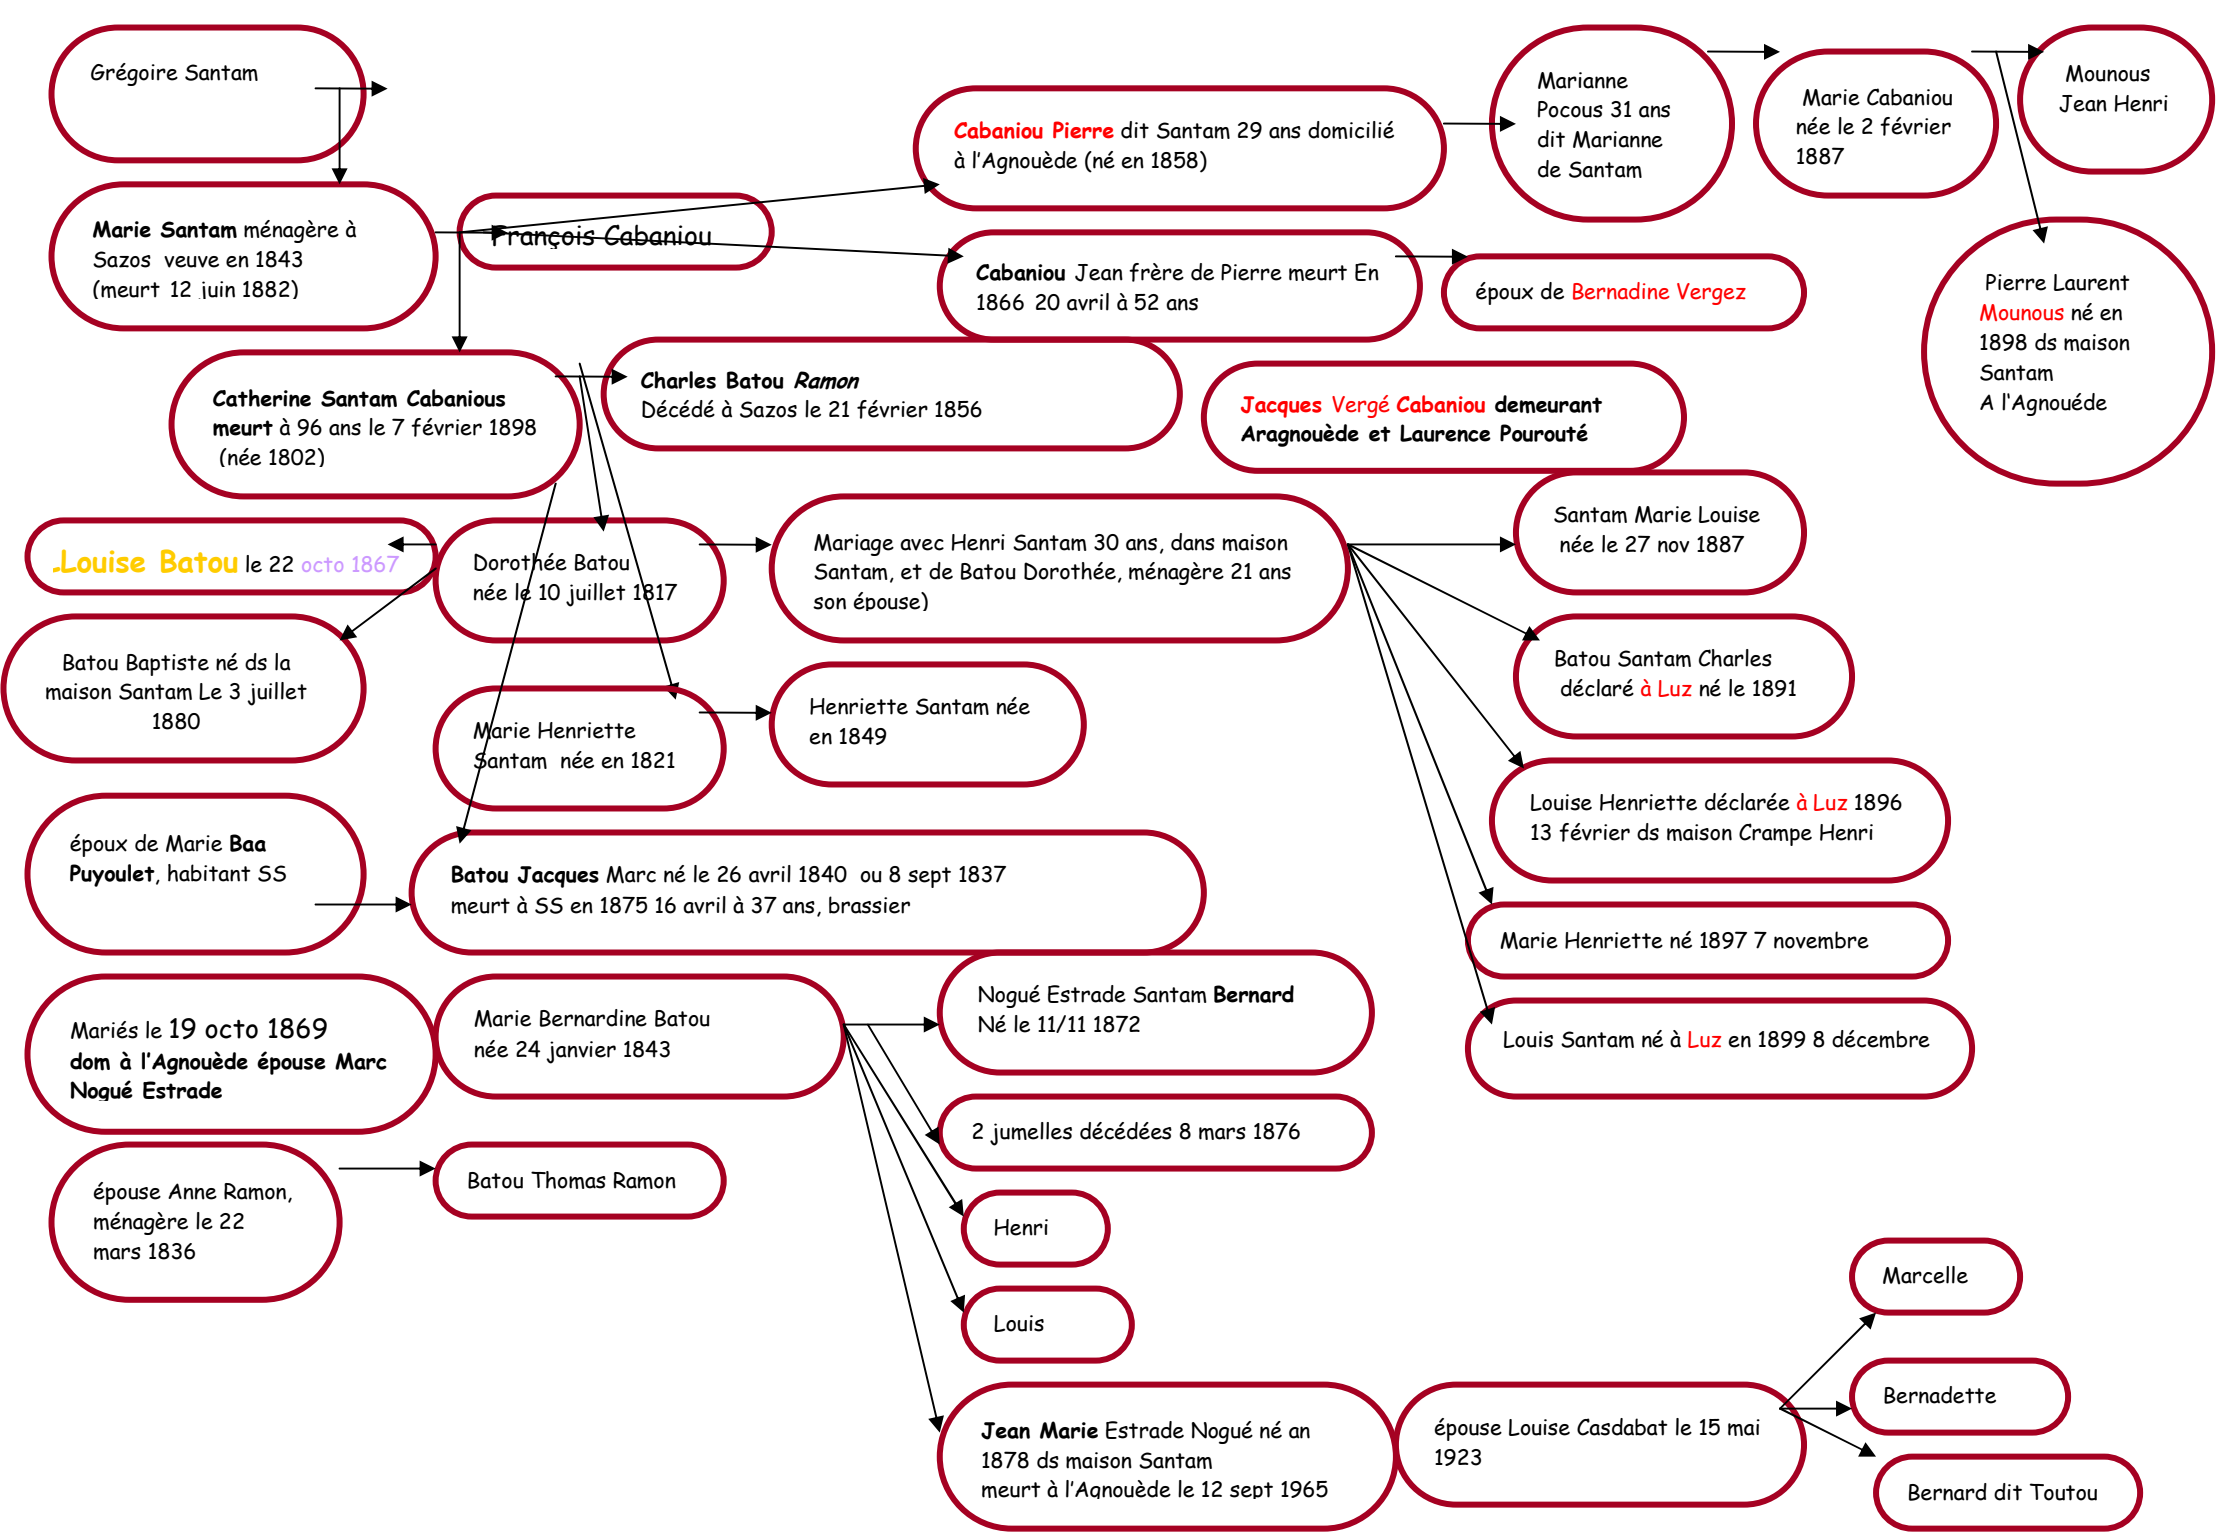 Grégoire Santam
Marie Santam ménagère à
Sazos veuve en 1843
(meurt 12 juin 1882)
François Cabaniou
Cabaniou Pierre dit Santam 29 ans domicilié
à l'Agnouède (né en 1858)
Marianne
Pocous 31 ans
dit Marianne
de Santam
Marie Cabaniou
née le 2 février
1887
Mounous
Jean Henri
Cabaniou Jean frère de Pierre meurt En
1866 20 avril à 52 ans
époux de Bernadine Vergez
Pierre Laurent
Mounous né en
1898 ds maison
Santam
A l'Agnouéde
Catherine Santam Cabanious
meurt à 96 ans le 7 février 1898
(née 1802)
Charles Batou Ramon
Décédé à Sazos le 21 février 1856
Jacques Vergé Cabaniou demeurant
Aragnouède et Laurence Pourouté
Louise Batou le 22 octo 1867
Dorothée Batou
née le 10 juillet 1817
Mariage avec Henri Santam 30 ans, dans maison
Santam, et de Batou Dorothée, ménagère 21 ans
son épouse)
Santam Marie Louise
née le 27 nov 1887
Batou Baptiste né ds la
maison Santam Le 3 juillet
1880
Batou Santam Charles
déclaré à Luz né le 1891
Marie Henriette
Santam née en 1821
Henriette Santam née
en 1849
Louise Henriette déclarée à Luz 1896
13 février ds maison Crampe Henri
époux de Marie Baa
Puyoulet, habitant SS
Batou Jacques Marc né le 26 avril 1840 ou 8 sept 1837
meurt à SS en 1875 16 avril à 37 ans, brassier
Marie Henriette né 1897 7 novembre
Louis Santam né à Luz en 1899 8 décembre
Mariés le 19 octo 1869
dom à l'Agnouède épouse Marc
Nogué Estrade
Marie Bernardine Batou
née 24 janvier 1843
Nogué Estrade Santam Bernard
Né le 11/11 1872
2 jumelles décédées 8 mars 1876
épouse Anne Ramon,
ménagère le 22
mars 1836
Batou Thomas Ramon
Henri
Louis
Jean Marie Estrade Nogué né an
1878 ds maison Santam
meurt à l'Agnouède le 12 sept 1965
épouse Louise Casdabat le 15 mai
1923
Marcelle
Bernadette
Bernard dit Toutou